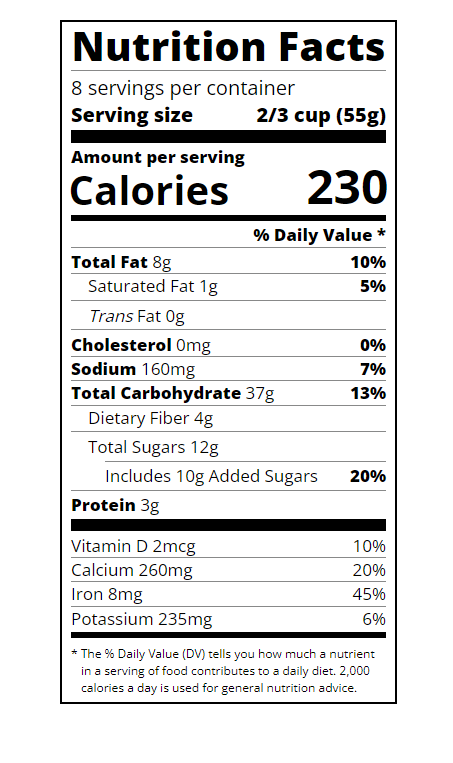 Nutrition Facts
8 servings per container
Serving size 2/3 cup (55g)
Amount per serving
Calories 230
% Daily Value *
Total Fat 8g 10%
Saturated Fat 1g 5%
Trans Fat 0g
Cholesterol 0mg 0%
Sodium 160mg 7%
Total Carbohydrate 37g 13%
Dietary Fiber 4g
Total Sugars 12g
Includes 10g Added Sugars 20%
Protein 3g
Vitamin D 2mcg 10%
Calcium 260mg 20%
Iron 8mg 45%
Potassium 235mg 6%
* The % Daily Value (DV) tells you how much a nutrient
in a serving of food contributes to a daily diet. 2,000
calories a day is used for general nutrition advice.